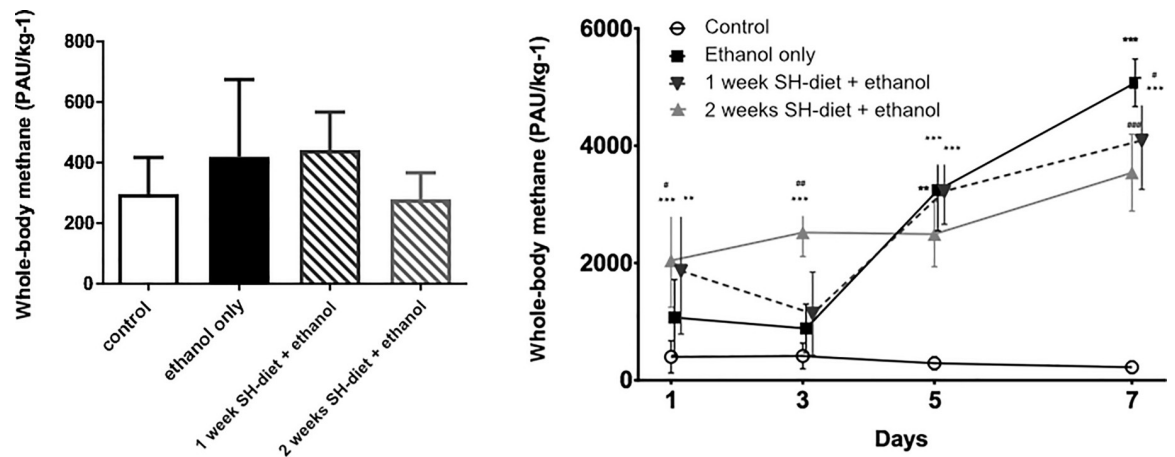 Whole-body methane (PAU/kg-1)
800
600
400
200
0
control
ethanol only
1 week SH-diet + ethanol
2 weeks SH-diet + ethanol
Whole-body methane (PAU/kg-1)
6000
4000
2000
0
Control
Ethanol only
1 week SH-diet + ethanol
2 weeks SH-diet + ethanol
#
*** **
##
***
*** ***
**
***
#
***
###
1 3 5 7
Days